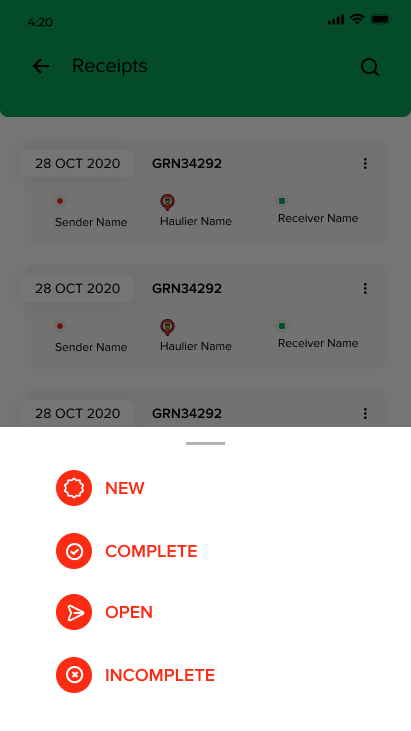 4:20
Receipts
28 OCT 2020 GRN34292
Sender Name Haulier Name Receiver Name
28 OCT 2020 GRN34292
Sender Name Haulier Name Receiver Name
28 OCT 2020 GRN34292
NEW
COMPLETE
OPEN
INCOMPLETE